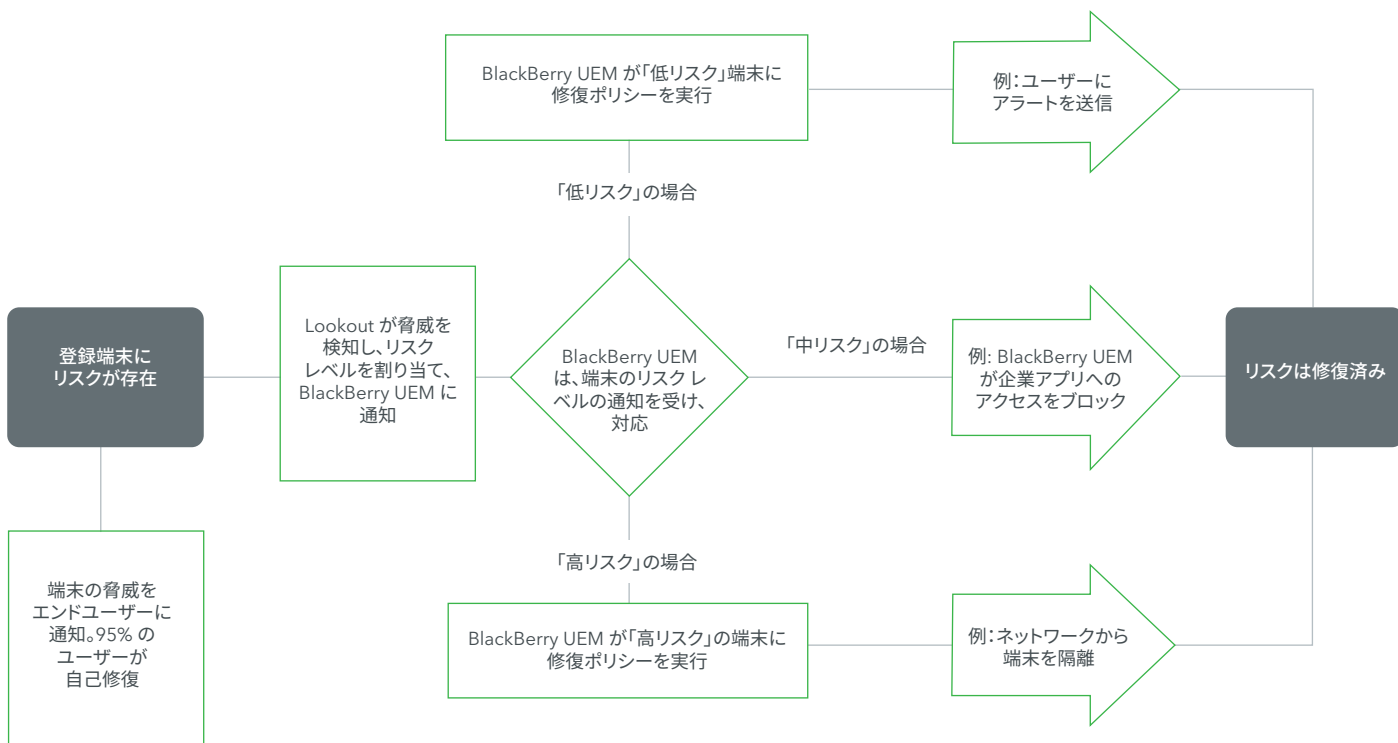 BlackBerry UEM が「低リスク」端末に
修復ポリシーを実行
例：ユーザーに
アラートを送信
「低リスク」の場合
登録端末に
リスクが存在
Lookout が脅威を
検知し、リスク
レベルを割り当て、
BlackBerry UEM に
通知
BlackBerry UEM
は、端末のリスクレ
ベルの通知を受け、
対応
「中リスク」の場合
例: BlackBerry UEM
が企業アプリへの
アクセスをブロック
リスクは修復済み
「高リスク」の場合
端末の脅威を
エンドユーザーに
通知。95% の
ユーザーが
自己修復
BlackBerry UEM が「高リスク」の端末に
修復ポリシーを実行
例：ネットワークから
端末を隔離